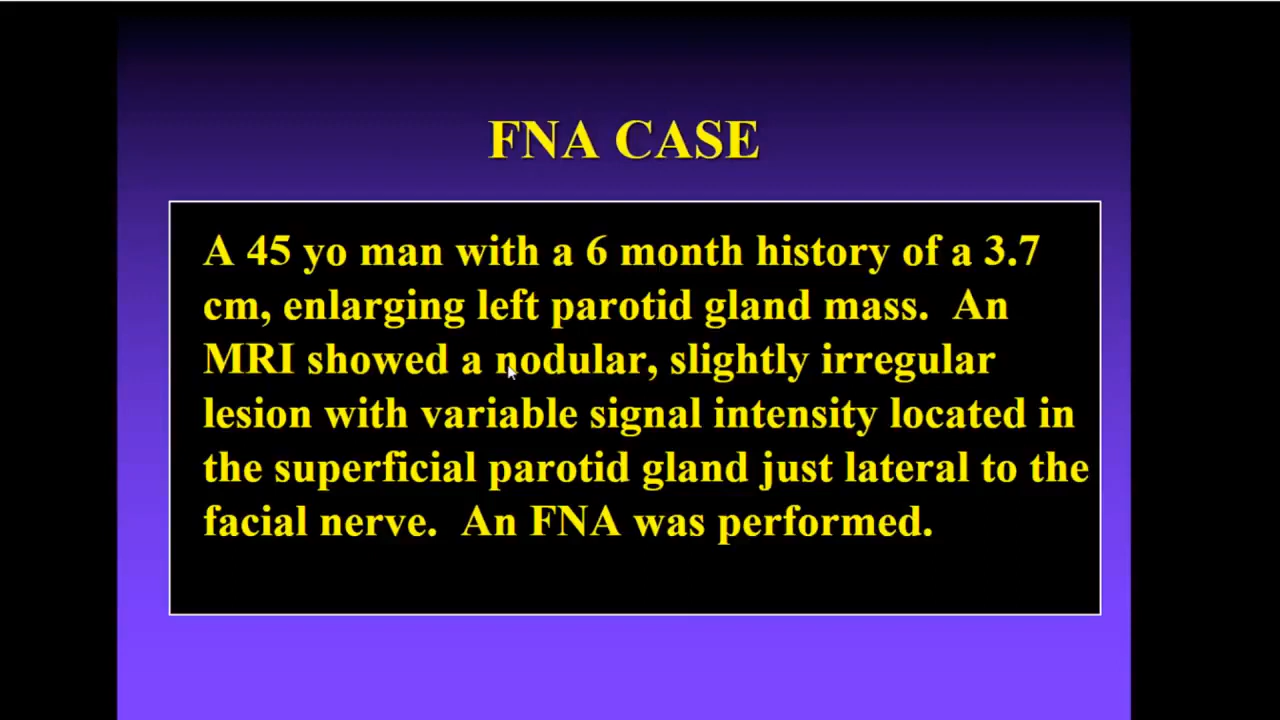 FNA CASE
A 45 yo man with a 6 month history of a 3.7
cm, enlarging left parotid gland mass.  An
MRI showed a nodular, slightly irregular
lesion with variable signal intensity located in
the superficial parotid gland just lateral to the
facial nerve.  An FNA was performed.